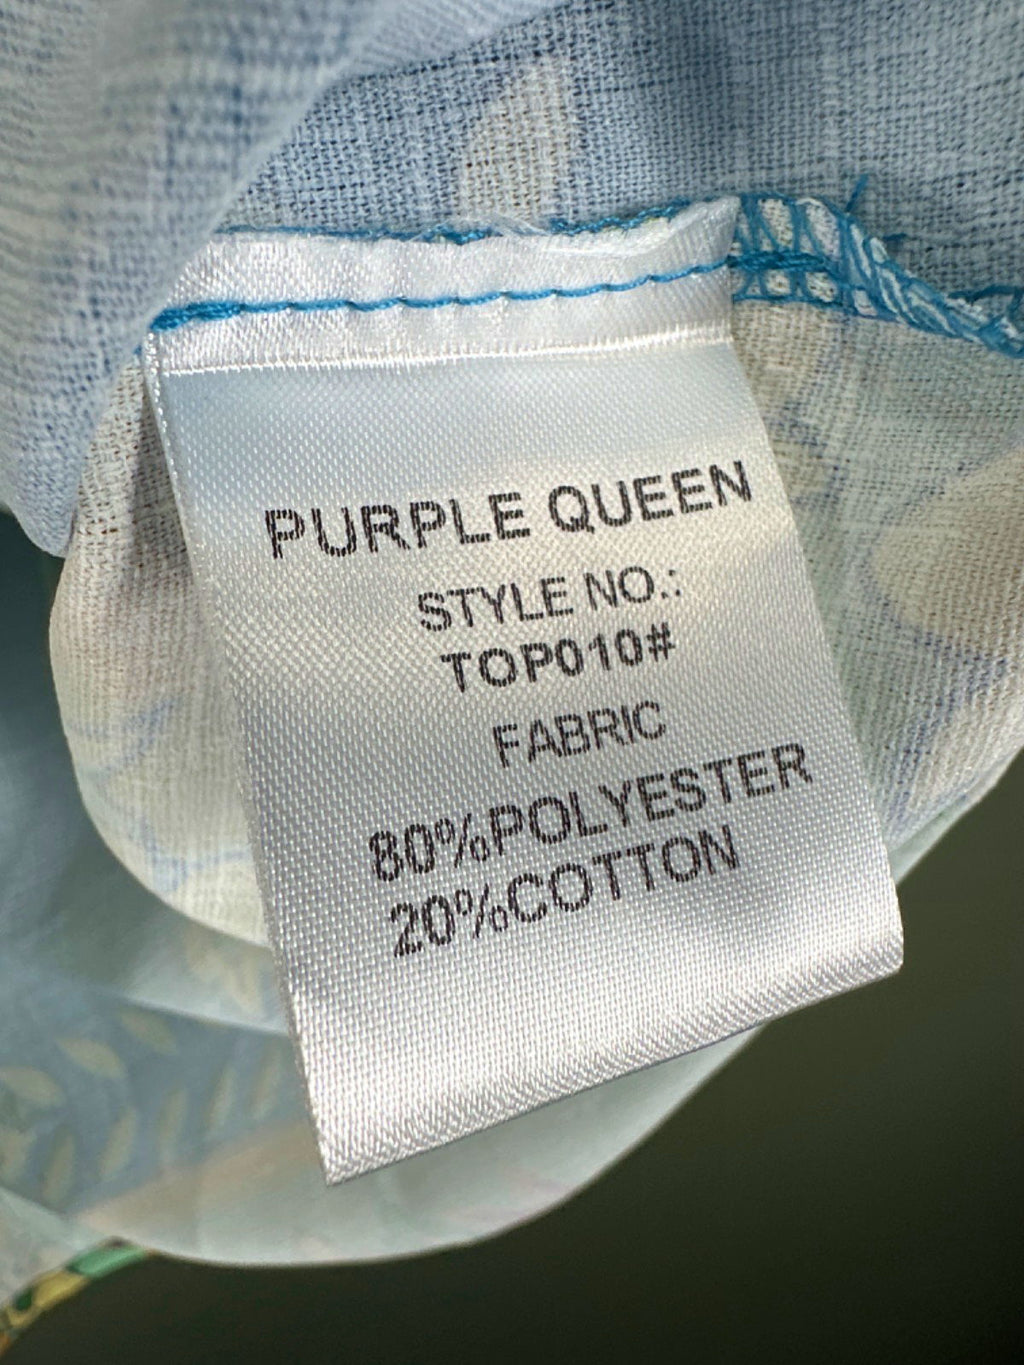 PURPLE QUEEN
STYLE NO.:
TOP010#
FABRIC
80%POLYESTER
20%COTTON